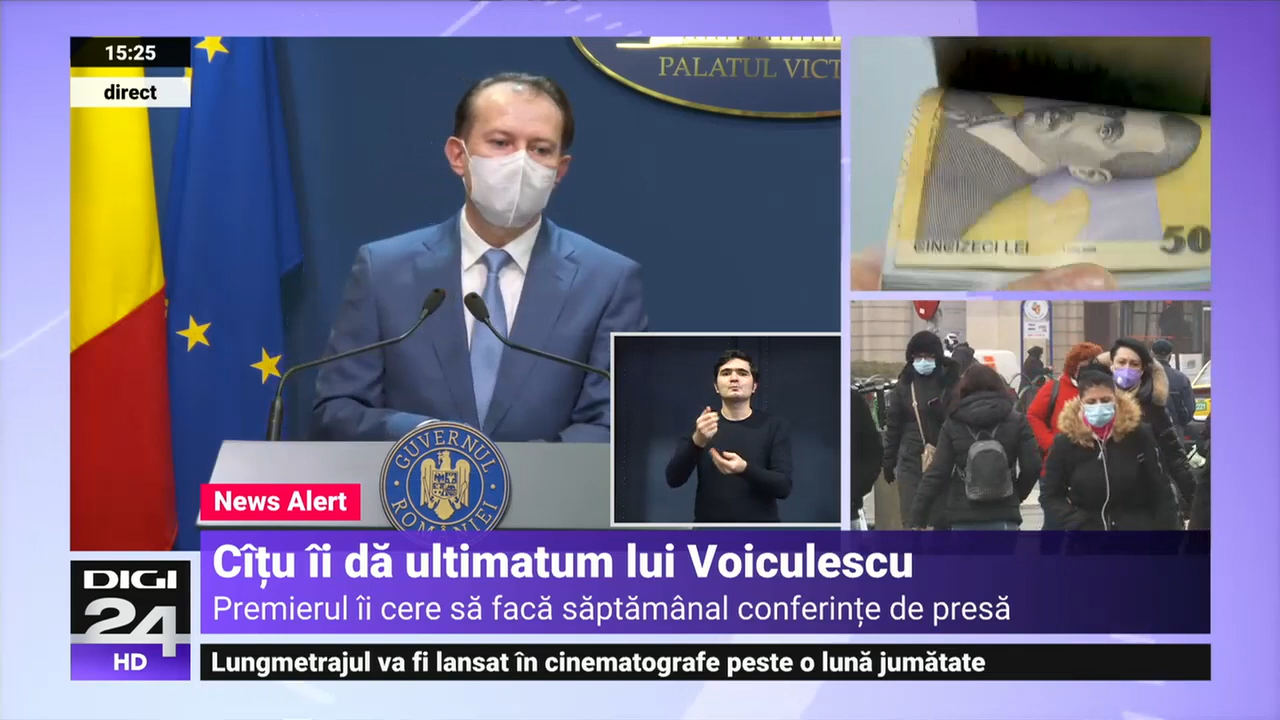 15:25
direct
PALATUL VICT
CINCIZECI LEI
50
GUVERNUL
ROMÂNIEI
News Alert
Cîțu îi dă ultimatum lui Voiculescu
Premierul îi cere să facă săptămânal conferințe de presă
DIGI
24
HD
Lungmetrajul va fi lansat în cinematografe peste o lună jumătate